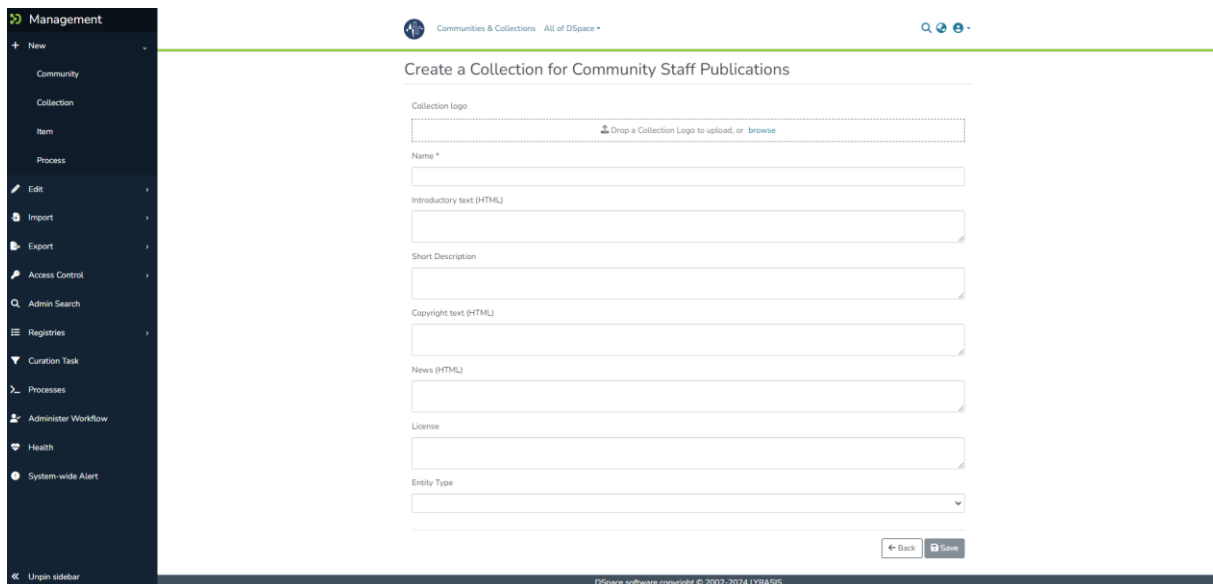 Management
New
Community
Collection
Item
Process
Edit
Import
Export
Access Control
Admin Search
Registries
Curation Task
Processes
Administer Workflow
Health
System-wide Alert
Unpin sidebar
Communities & Collections All of DSpace
Create a Collection for Community Staff Publications
Collection logo
Drop a Collection Logo to upload, or browse
Name *
Introductory text (HTML)
Short Description
Copyright text (HTML)
News (HTML)
License
Entity Type
Back Save
DSpace software copyright © 2002-2024 LYRASIS